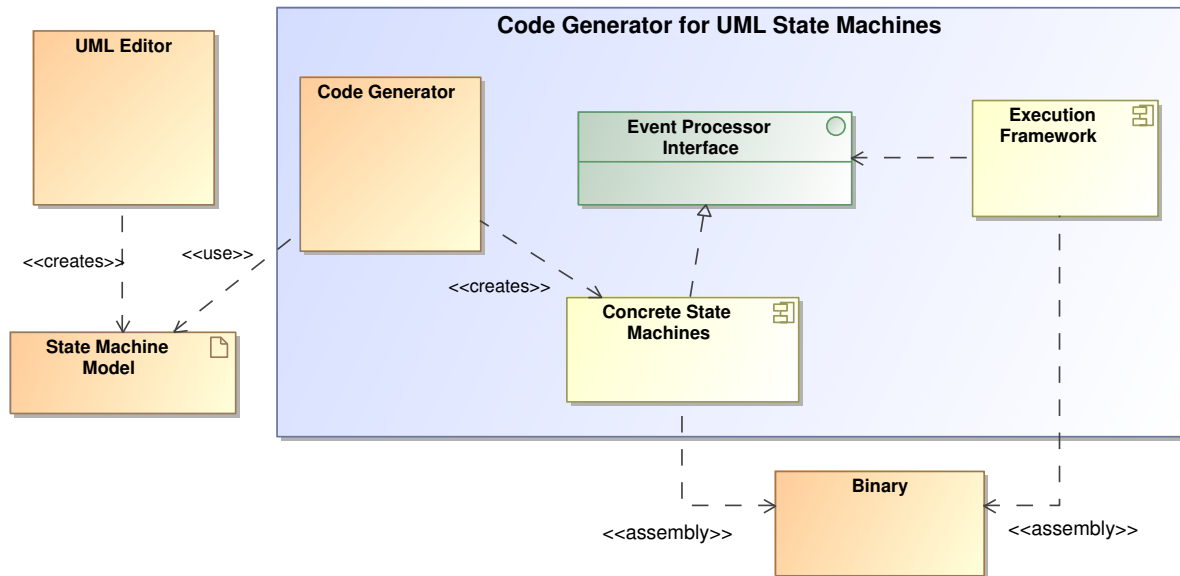 Code Generator for UML State Machines
UML Editor
Code Generator
Event Processor
Interface
Execution
Framework
<<creates>>
<<use>>
<<creates>>
State Machine
Model
Concrete State
Machines
Binary
<<assembly>>
<<assembly>>